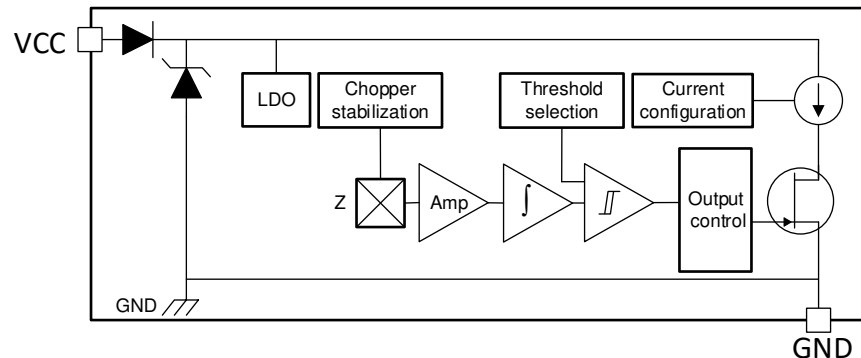 VCC
LDO
Chopper
stabilization
Threshold
selection
Current
configuration
Z
Amp
∫
Output
control
GND
GND